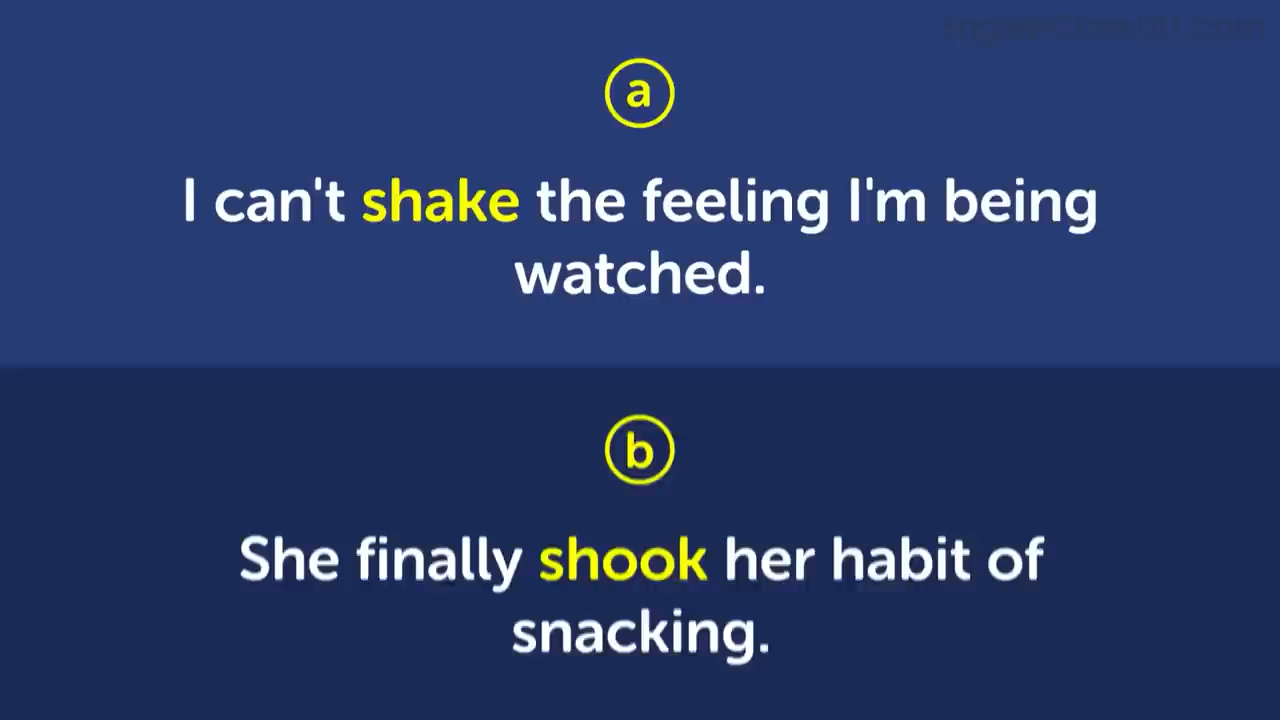 a
I can't shake the feeling I'm being
watched.
b
She finally shook her habit of
snacking.